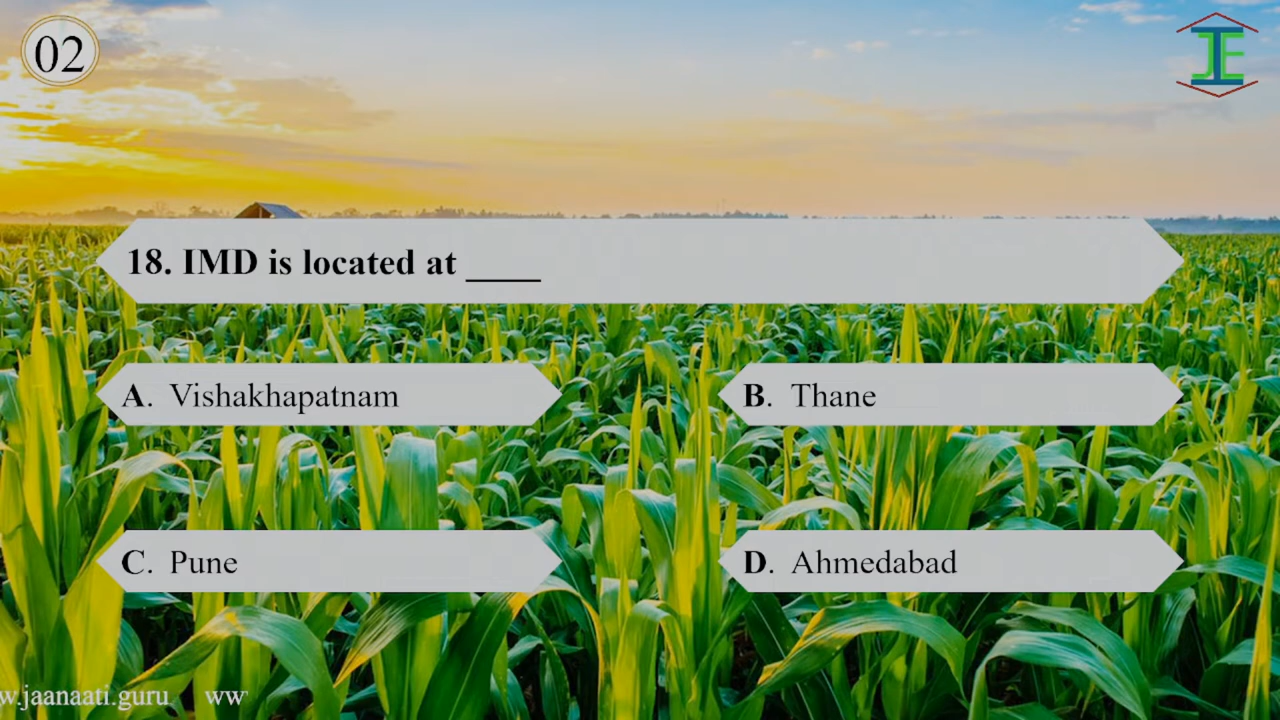 02
18. IMD is located at ____
A. Vishakhapatnam
B. Thane
C. Pune
D. Ahmedabad
w.jaanaati.guru ww